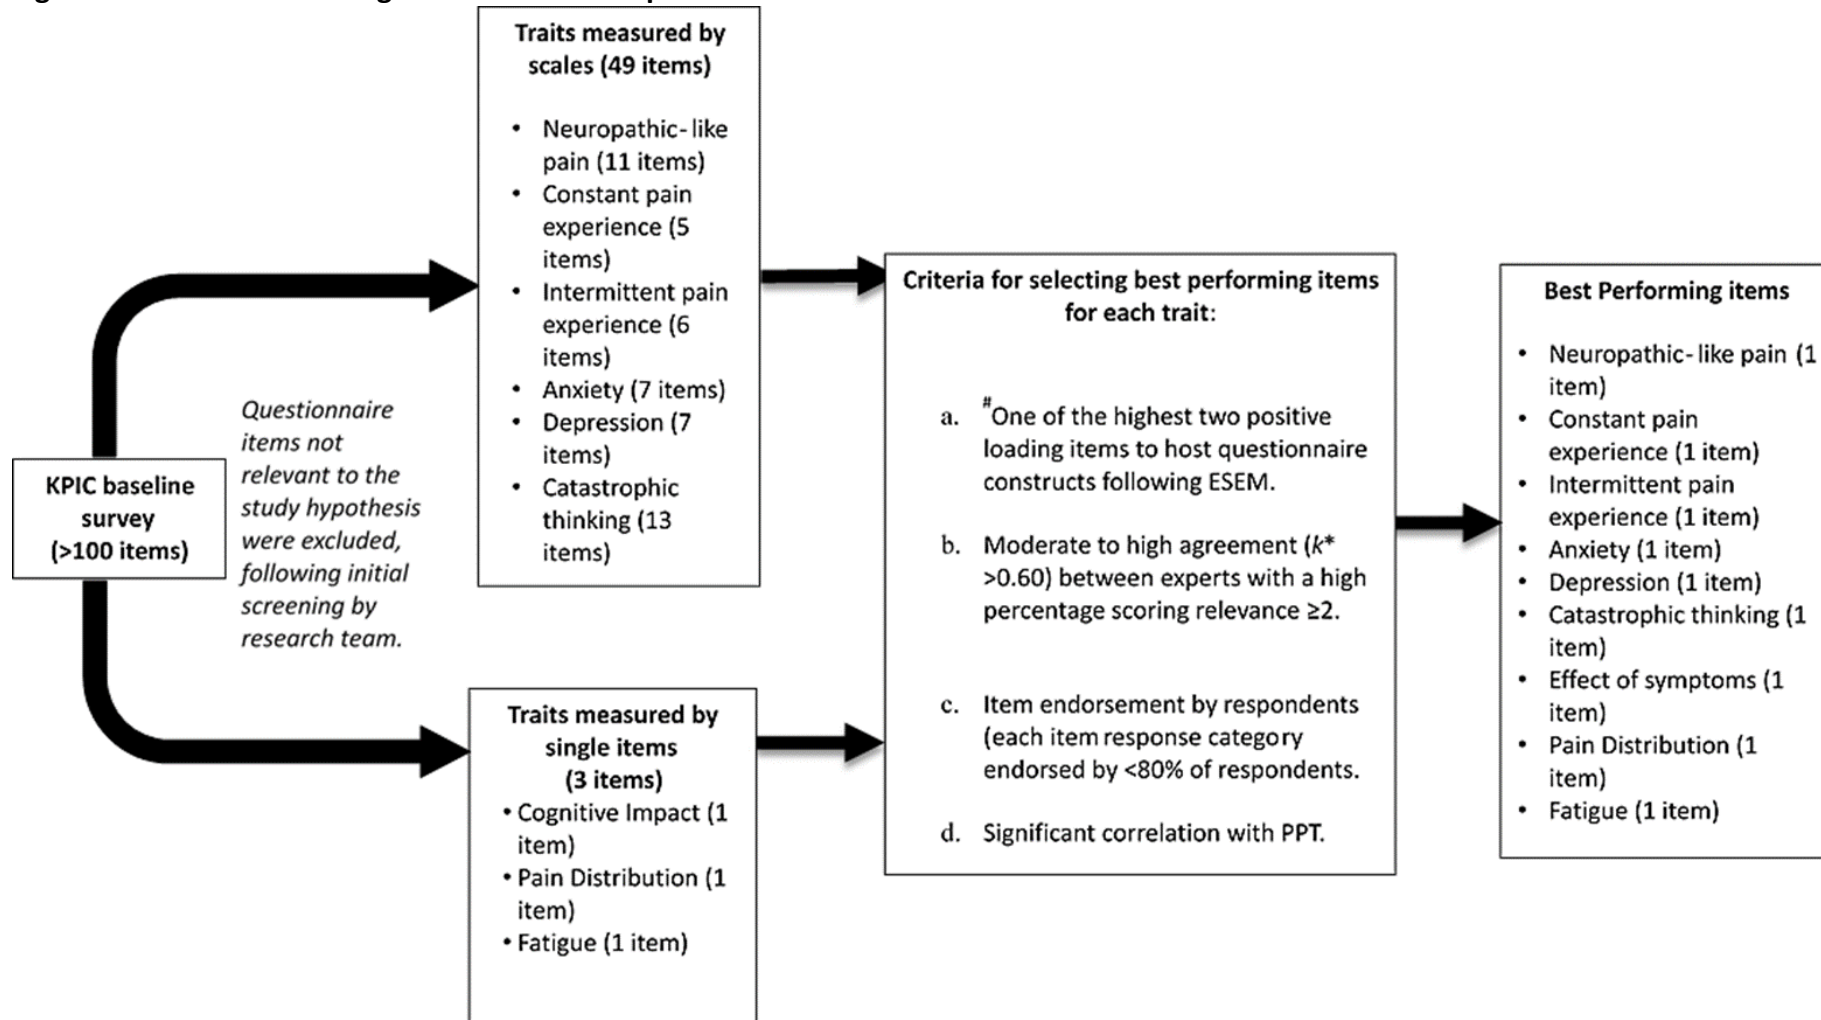 KPIC baseline
survey
(>100 items)
Questionnaire
items not
relevant to the
study hypothesis
were excluded,
following initial
screening by
research team.
Traits measured by
scales (49 items)
• Neuropathic-like
pain (11 items)
• Constant pain
experience (5
items)
• Intermittent pain
experience (6
items)
• Anxiety (7 items)
• Depression (7
items)
• Catastrophic
thinking (13
items)
Traits measured by
single items
(3 items)
• Cognitive Impact (1
item)
• Pain Distribution (1
item)
• Fatigue (1 item)
Criteria for selecting best performing items
for each trait:
a. #One of the highest two positive
loading items to host questionnaire
constructs following ESEM.
b. Moderate to high agreement (k*
>0.60) between experts with a high
percentage scoring relevance ≥2.
c. Item endorsement by respondents
(each item response category
endorsed by <80% of respondents.
d. Significant correlation with PPT.
Best Performing items
• Neuropathic-like pain (1
item)
• Constant pain
experience (1 item)
• Intermittent pain
experience (1 item)
• Anxiety (1 item)
• Depression (1 item)
• Catastrophic thinking (1
item)
• Effect of symptoms (1
item)
• Pain Distribution (1
item)
• Fatigue (1 item)